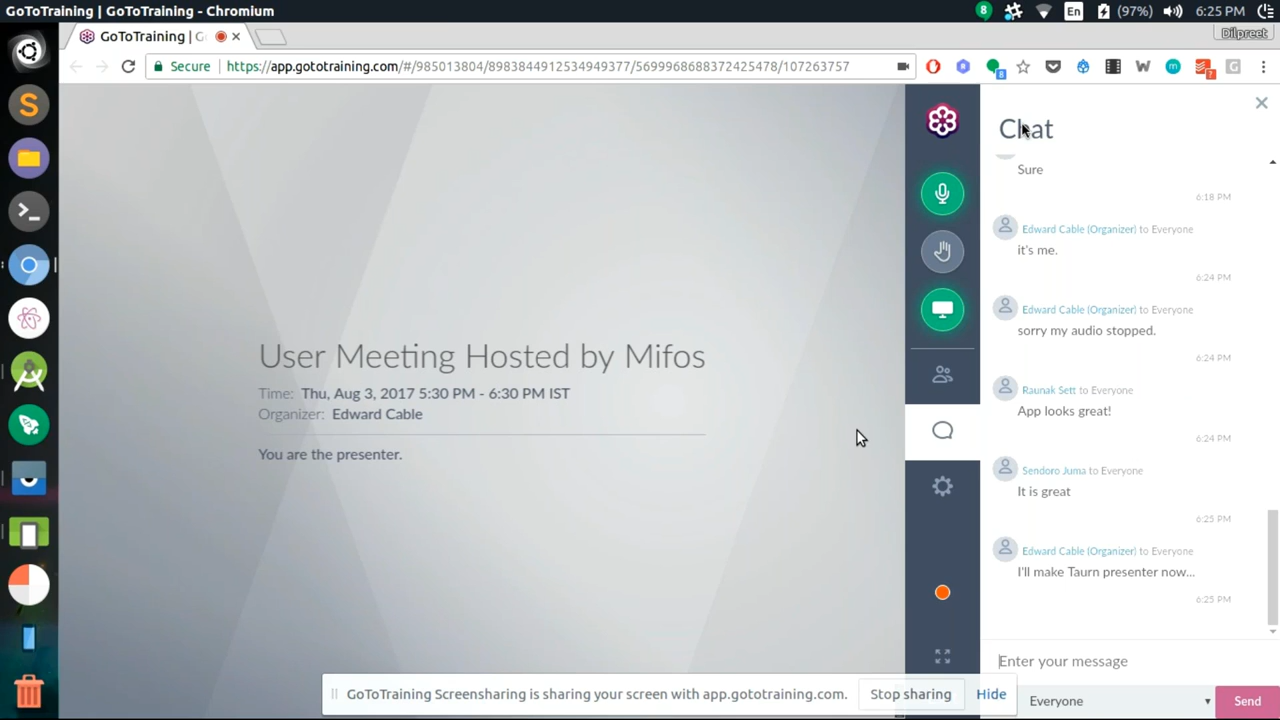 GoToTraining | GoToTraining - Chromium
8
En
(97%)
6:25 PM
GoToTraining | G
Dilpreet
Secure
https://app.gototraining.com/#/985013804/8983844912534949377/5699968688372425478/107263757
R
8
W
m
7
G
S
Chat
Sure
6:18 PM
Edward Cable (Organizer) to Everyone
it's me.
6:24 PM
Edward Cable (Organizer) to Everyone
sorry my audio stopped.
6:24 PM
Raunak Sett to Everyone
App looks great!
6:24 PM
Sendoro Juma to Everyone
It is great
6:25 PM
Edward Cable (Organizer) to Everyone
I'll make Taurn presenter now...
6:25 PM
User Meeting Hosted by Mifos
Time: Thu, Aug 3, 2017 5:30 PM - 6:30 PM IST
Organizer: Edward Cable
You are the presenter.
Enter your message
GoToTraining Screensharing is sharing your screen with app.gototraining.com.
Stop sharing
Hide
Everyone
Send